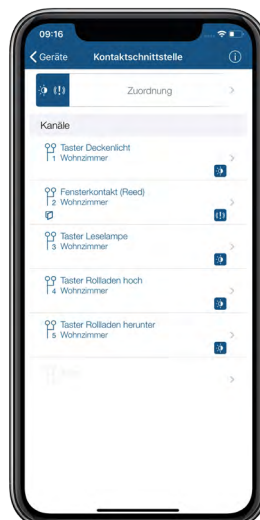 09:16
Geräte
Kontaktschnittstelle
Zuordnung
Kanäle
Taster Deckenlicht
1 Wohnzimmer
Fensterkontakt (Reed)
2 Wohnzimmer
Taster Leselampe
3 Wohnzimmer
Taster Rollladen hoch
4 Wohnzimmer
Taster Rollladen herunter
5 Wohnzimmer